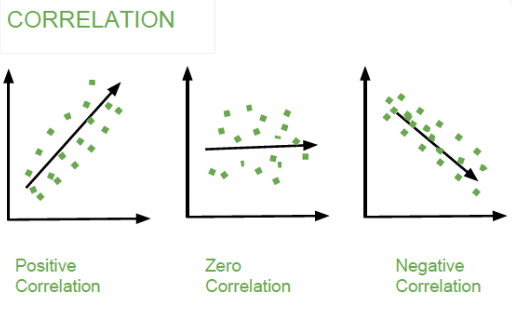 CORRELATION
Positive
Correlation
Zero
Correlation
Negative
Correlation